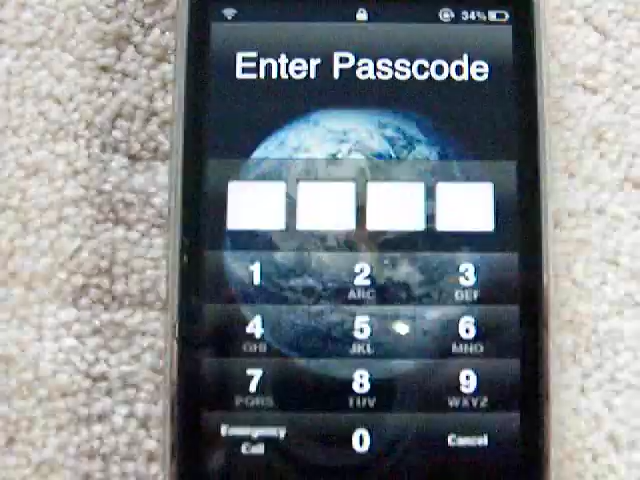 34%
Enter Passcode
1 2 3
ABC DEF
4 5 6
GHI JKL MNO
7 8 9
PQRS TUV WXYZ
Emergency
Call 0 Cancel